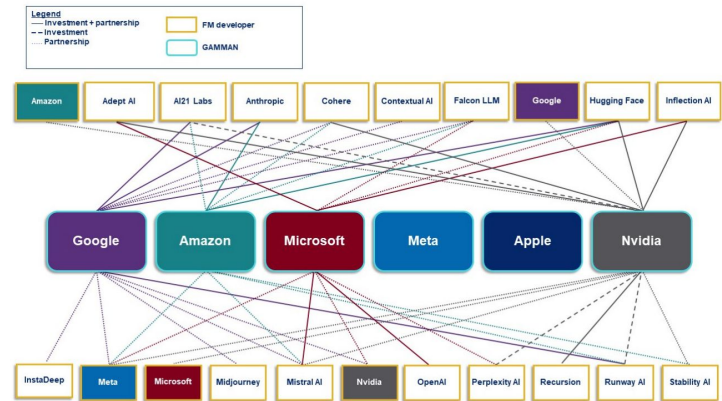 Legend
Investment + partnership
Investment
Partnership
FM developer
GAMMAN
Amazon
Adept AI
AI21 Labs
Anthropic
Cohere
Contextual AI
Falcon LLM
Google
Hugging Face
Inflection AI
Google
Amazon
Microsoft
Meta
Apple
Nvidia
InstaDeep
Meta
Microsoft
Midjourney
Mistral AI
Nvidia
OpenAI
Perplexity AI
Recursion
Runway AI
Stability AI